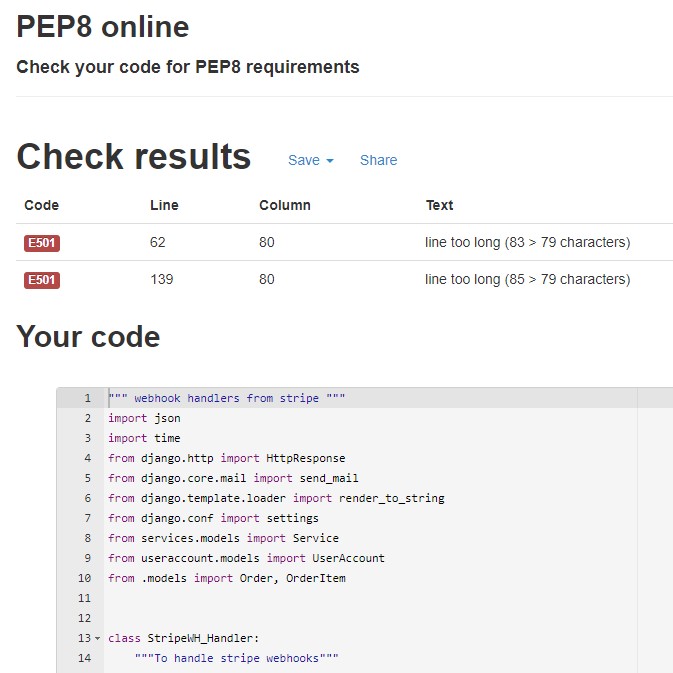 PEP8 online
Check your code for PEP8 requirements
Check results Save Share
Code Line Column Text
E501 62 80 line too long (83 > 79 characters)
E501 139 80 line too long (85 > 79 characters)
Your code
1 """ webhook handlers from stripe """
2 import json
3 import time
4 from django.http import HttpResponse
5 from django.core.mail import send_mail
6 from django.template.loader import render_to_string
7 from django.conf import settings
8 from services.models import Service
9 from useraccount.models import UserAccount
10 from .models import Order, OrderItem
11
12
13 class StripeWH_Handler:
14 """To handle stripe webhooks"""